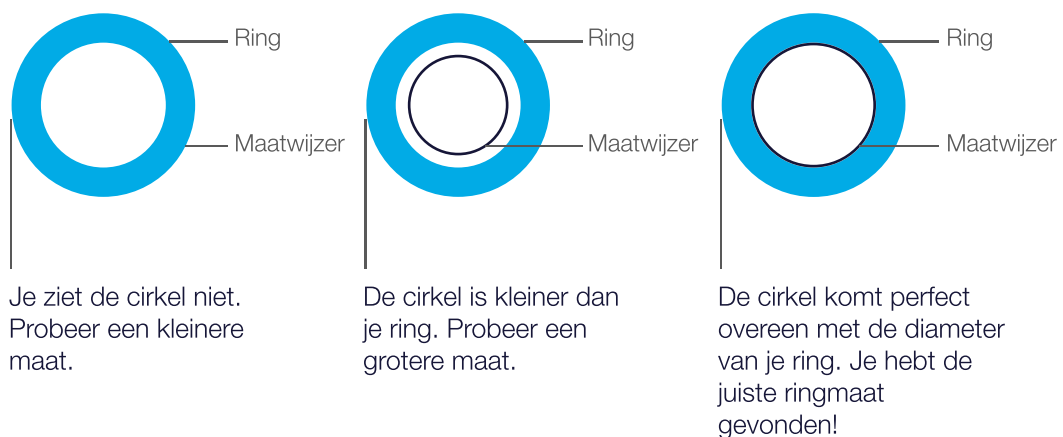 Ring
Maatwijzer
Je ziet de cirkel niet.
Probeer een kleinere
maat.
Ring
Maatwijzer
De cirkel is kleiner dan
je ring. Probeer een
grotere maat.
Ring
Maatwijzer
De cirkel komt perfect
overeen met de diameter
van je ring. Je hebt de
juiste ringmaat
gevonden!